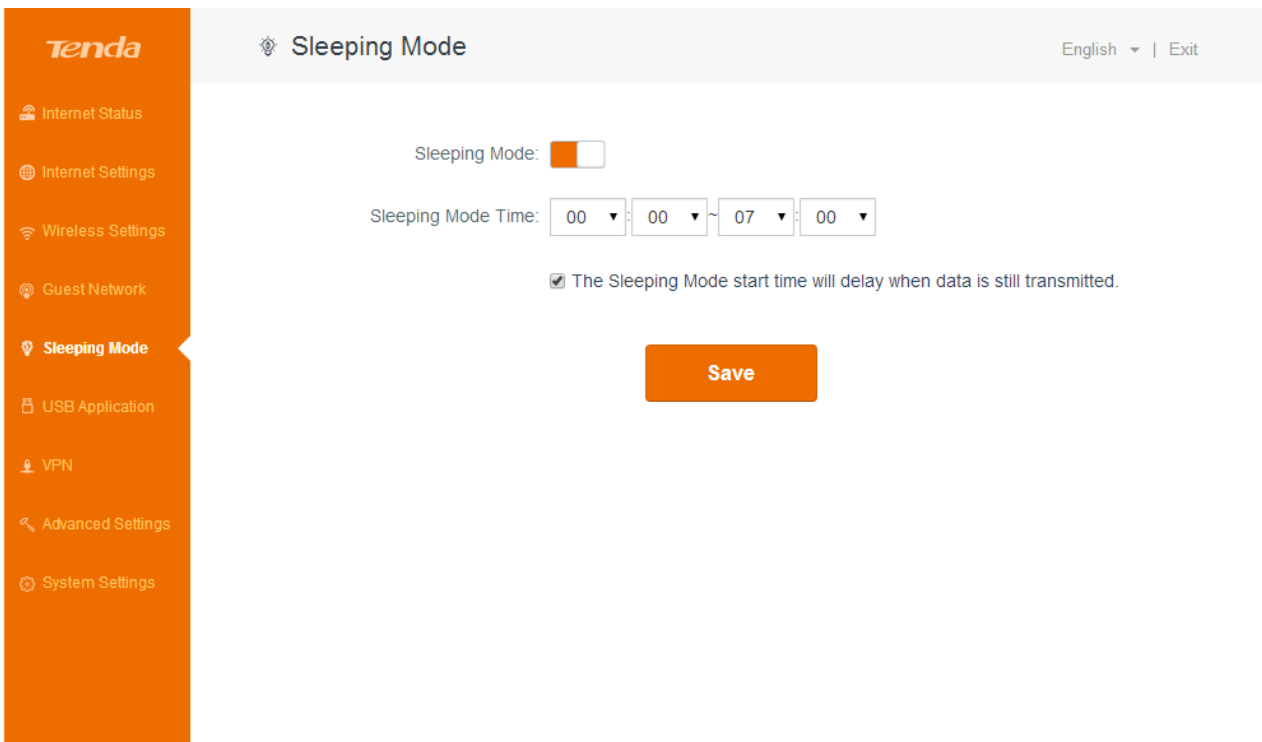 Tenda
Sleeping Mode
English | Exit
Internet Status
Internet Settings
Wireless Settings
Guest Network
Sleeping Mode
USB Application
VPN
Advanced Settings
System Settings
Sleeping Mode:
Sleeping Mode Time: 00 : 00 ~ 07 : 00
The Sleeping Mode start time will delay when data is still transmitted.
Save